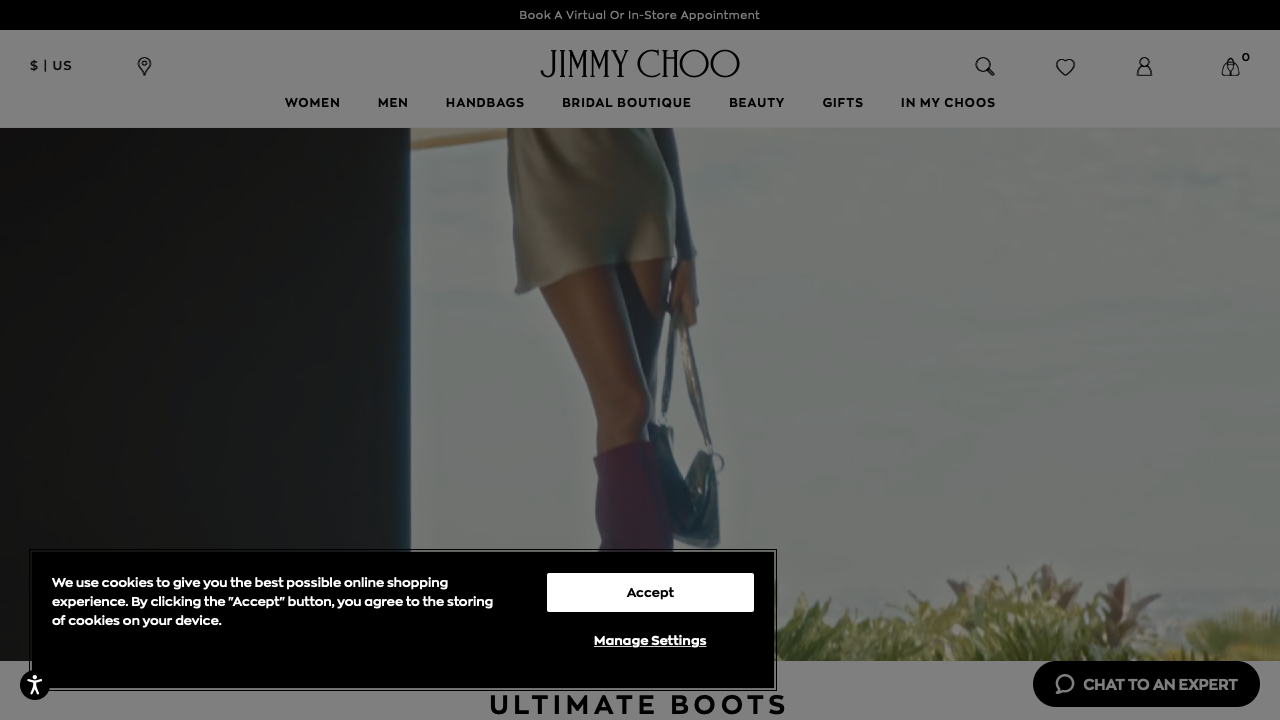 Book A Virtual Or In-Store Appointment
$ | US
JIMMY CHOO
0
WOMEN
MEN
HANDBAGS
BRIDAL BOUTIQUE
BEAUTY
GIFTS
IN MY CHOOS
We use cookies to give you the best possible online shopping
experience. By clicking the "Accept" button, you agree to the storing
of cookies on your device.
Accept
Manage Settings
ULTIMATE BOOTS
CHAT TO AN EXPERT